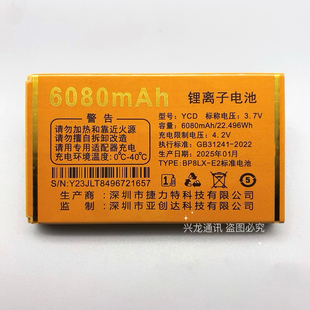 6080mAh
锂离子电池
警告
请勿加热和靠近火源
请勿擅自拆卸改造
请用专用适配器充电
充电环境温度：0℃-40℃
型号：YCD 标称电压：3.7V
容量：6080mAh/22.496Wh
充电限制电压：4.2V
执行标准：GB31241-2022
生产日期：2025年01月
类型：BP8LX-E2标准电池
S/N:Y23JLT8496721657
5
制造商：深圳市捷力特科技有限公司
生产商：深圳市亚创达科技有限公司
兴龙通讯 盗图必究